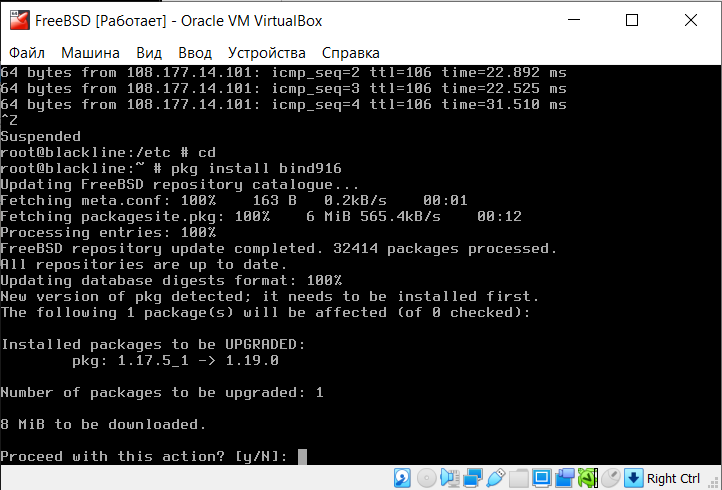 FreeBSD [Работает] - Oracle VM VirtualBox
Файл Машина Вид Ввод Устройства Справка
64 bytes from 108.177.14.101: icmp_seq=2 ttl=106 time=22.892 ms
64 bytes from 108.177.14.101: icmp_seq=3 ttl=106 time=22.525 ms
64 bytes from 108.177.14.101: icmp_seq=4 ttl=106 time=31.510 ms
^Z
Suspended
root@blackline:/etc # cd
root@blackline:~ # pkg install bind916
Updating FreeBSD repository catalogue...
Fetching meta.conf: 100%    163 B   0.2kB/s    00:01
Fetching packagesite.pkg: 100%    6 MiB 565.4kB/s    00:12
Processing entries: 100%
FreeBSD repository update completed. 32414 packages processed.
All repositories are up to date.
Updating database digests format: 100%
New version of pkg detected; it needs to be installed first.
The following 1 package(s) will be affected (of 0 checked):
Installed packages to be UPGRADED:
        pkg: 1.17.5_1 -> 1.19.0
Number of packages to be upgraded: 1
8 MiB to be downloaded.
Proceed with this action? [y/N]:
Right Ctrl